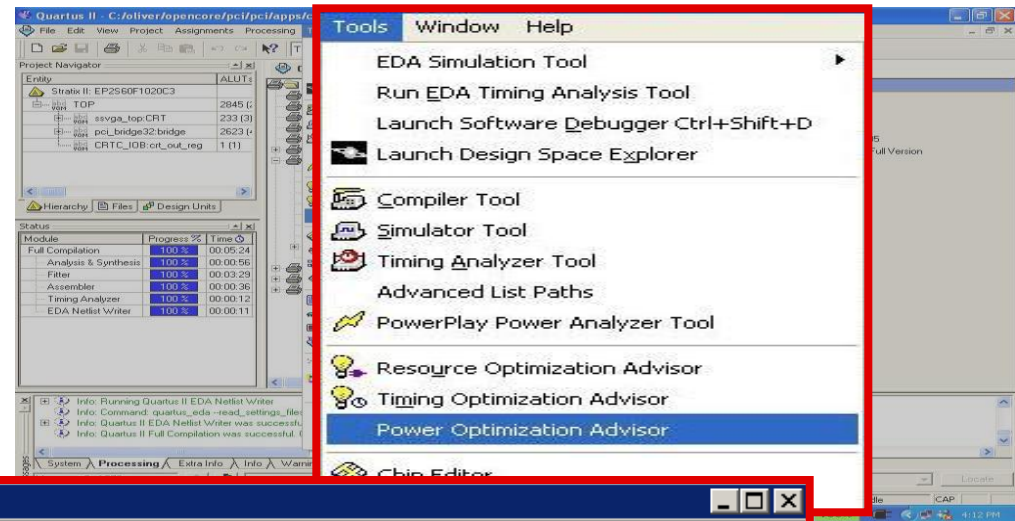 Quartus II - C:/oliver/opencore/pci/pci/apps/c
File Edit View Project Assignments Processing
Tools Window Help
Project Navigator
Entity ALUTs
Stratix II: EP2S60F1020C3
TOP 2845 (
ssvga_top:CRT 233 (3)
pci_bridge32:bridge 2623 (
CRTC_IOB:crt_out_reg 1 (1)
Hierarchy Files Design Units
Status
Module Progress % Time
Full Compilation 100 % 00:05:24
Analysis & Synthesis 100 % 00:00:56
Fitter 100 % 00:03:29
Assembler 100 % 00:00:36
Timing Analyzer 100 % 00:00:12
EDA Netlist Writer 100 % 00:00:11
EDA Simulation Tool
Run EDA Timing Analysis Tool
Launch Software Debugger Ctrl+Shift+D
Launch Design Space Explorer
Compiler Tool
Simulator Tool
Timing Analyzer Tool
Advanced List Paths
PowerPlay Power Analyzer Tool
Resource Optimization Advisor
Timing Optimization Advisor
Power Optimization Advisor
Chip Editor
Full Version
Info: Running Quartus II EDA Netlist Writer
Info: Command: quartus_eda --read_settings_files
Info: Quartus II EDA Netlist Writer was successfu
Info: Quartus II Full Compilation was successful.
System Processing Extra Info Info Warni
Locate
dle CAP
4:12 PM